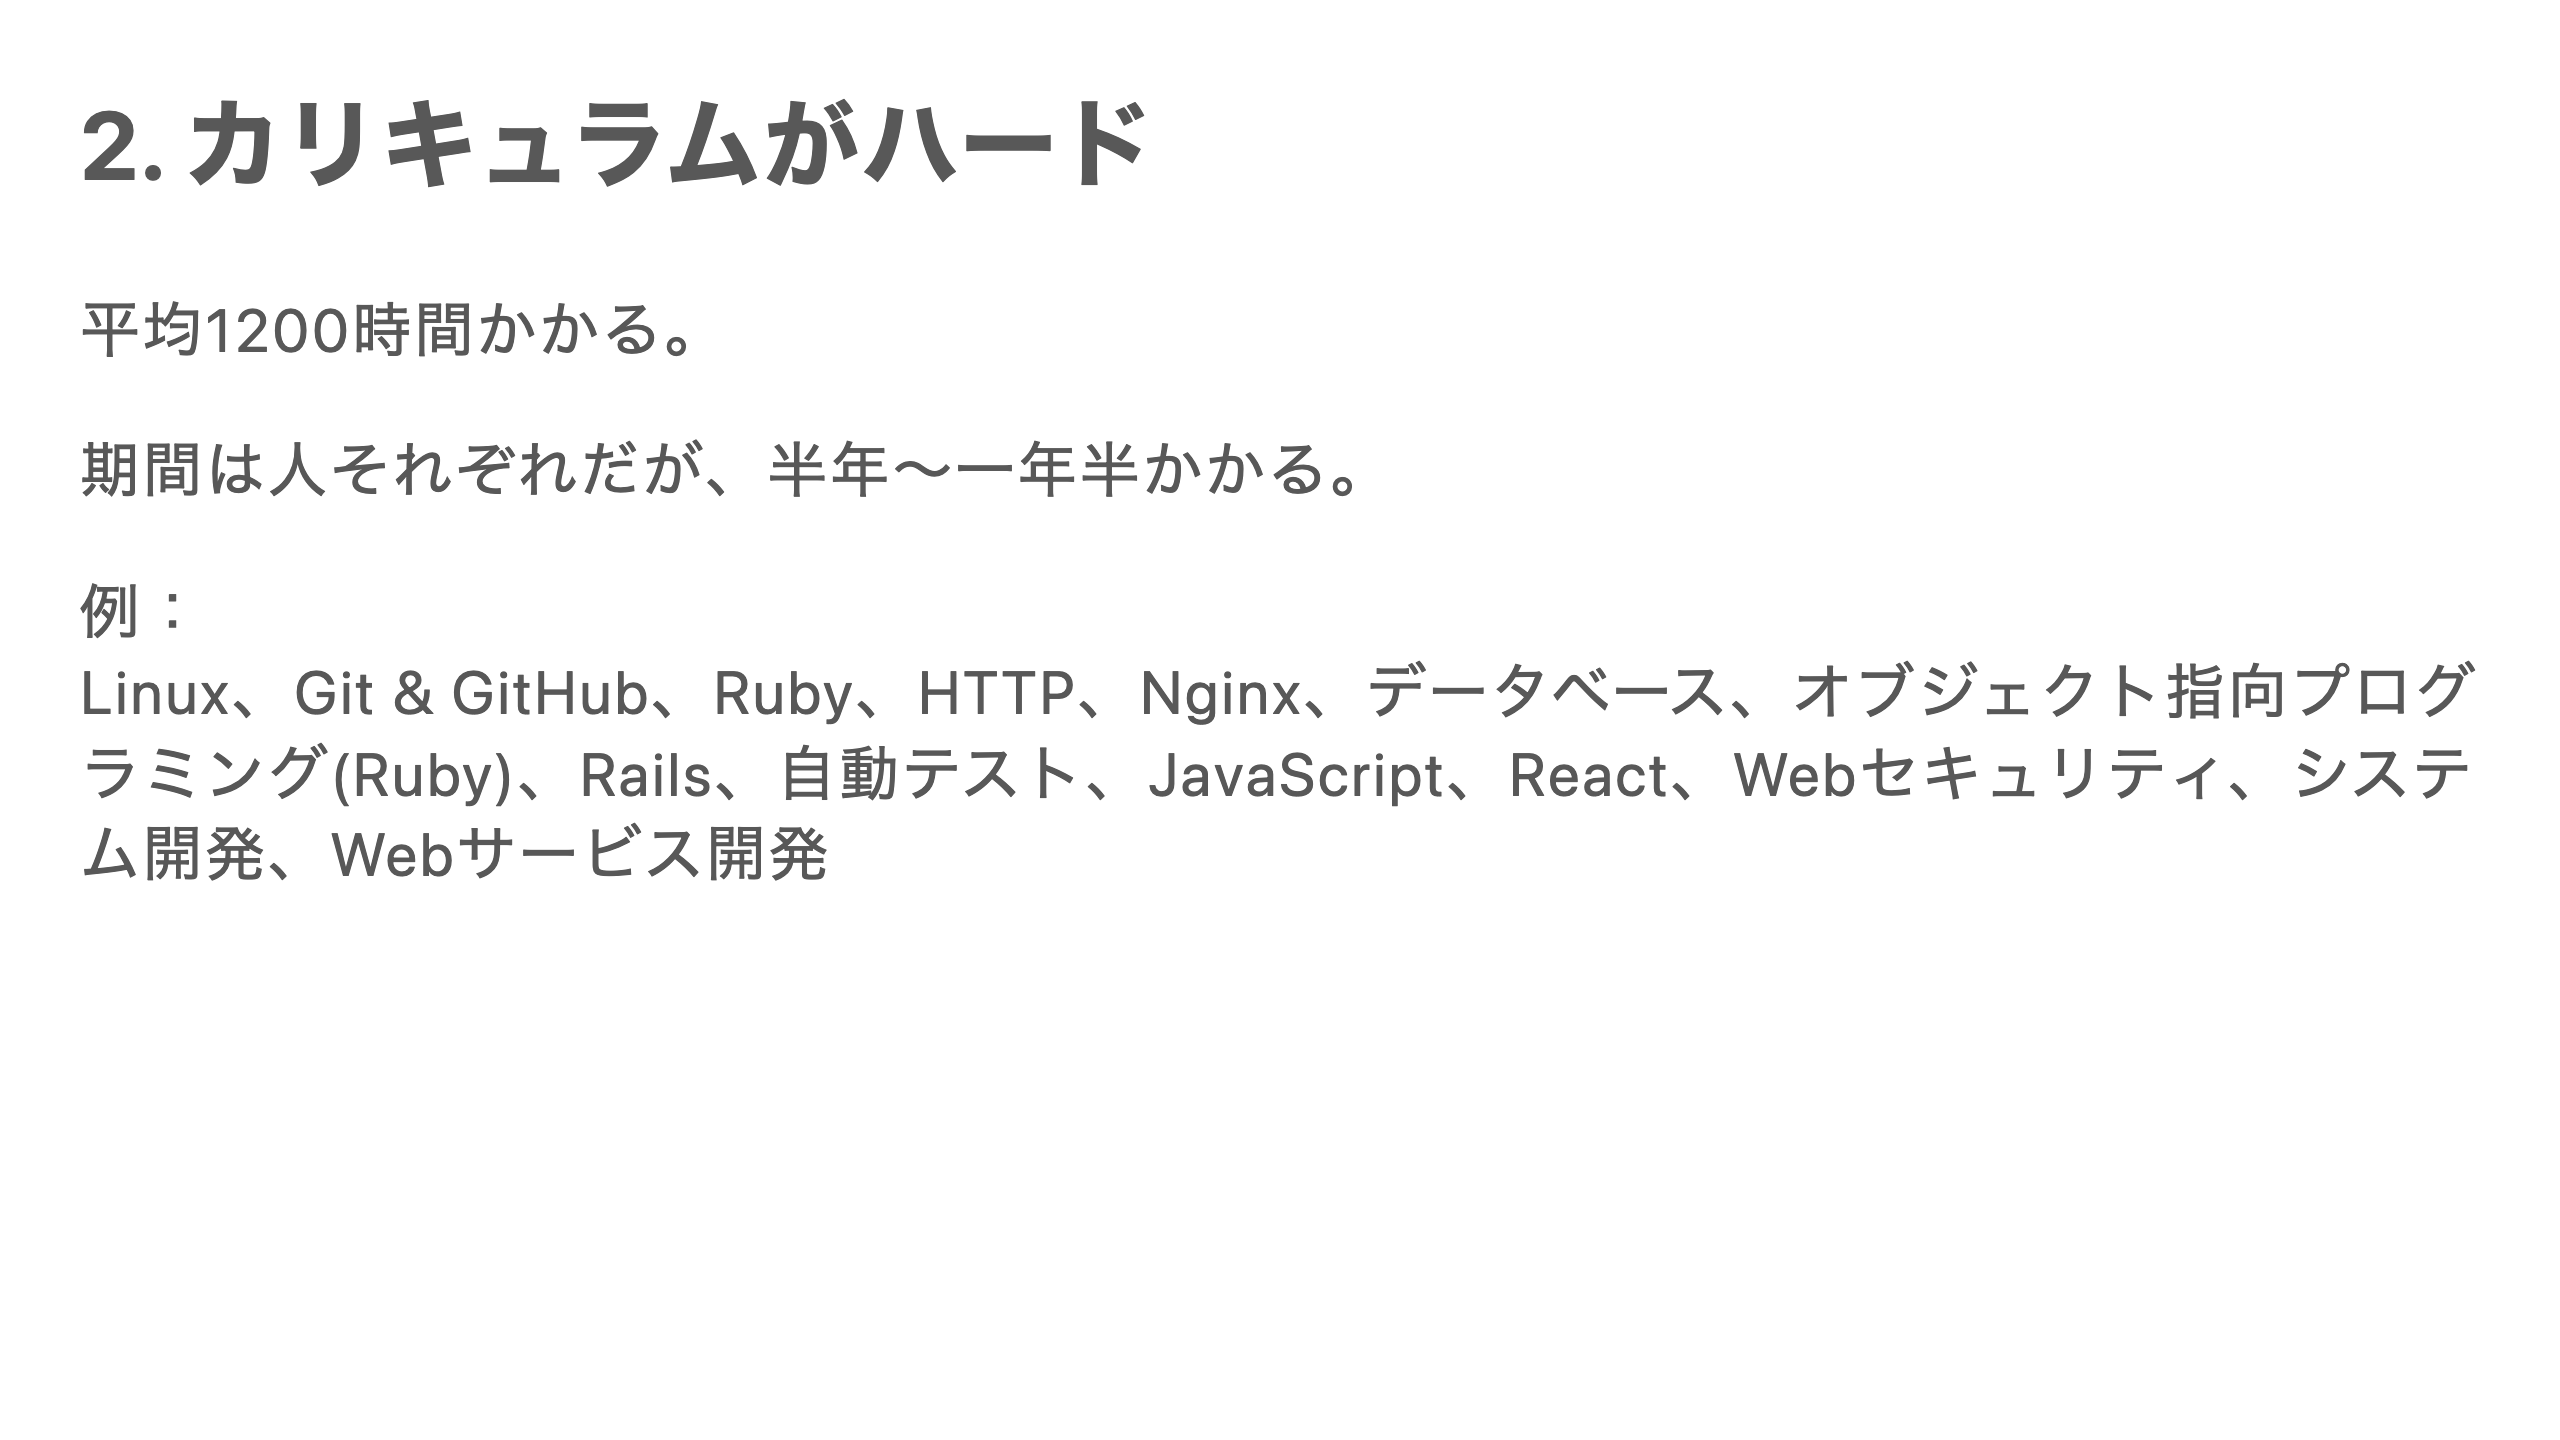 2. カリキュラムがハード
平均1200時間かかる。
期間は人それぞれだが、半年〜一年半かかる。
例：
Linux、Git & GitHub、Ruby、HTTP、Nginx、データベース、オブジェクト指向プログ
ラミング(Ruby)、Rails、自動テスト、JavaScript、React、Webセキュリティ、システ
ム開発、Webサービス開発